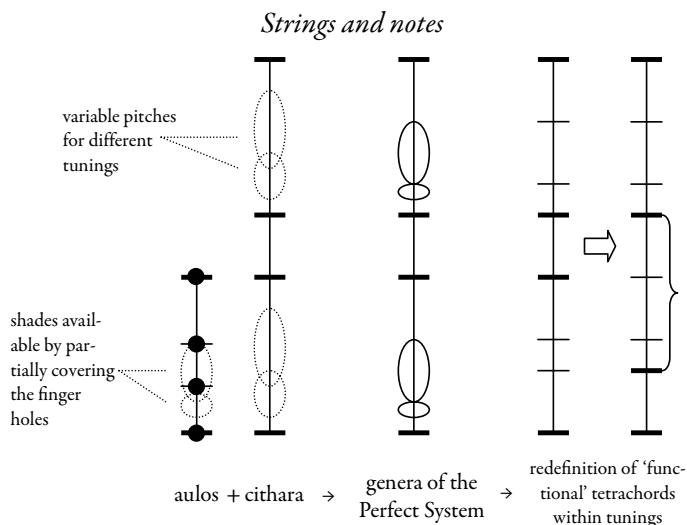 Strings and notes
variable pitches
for different
tunings
shades avail-
able by par-
tially covering
the finger
holes
aulos + cithara →
genera of the
Perfect System
→
redefinition of ‘func-
tional’ tetrachords
within tunings